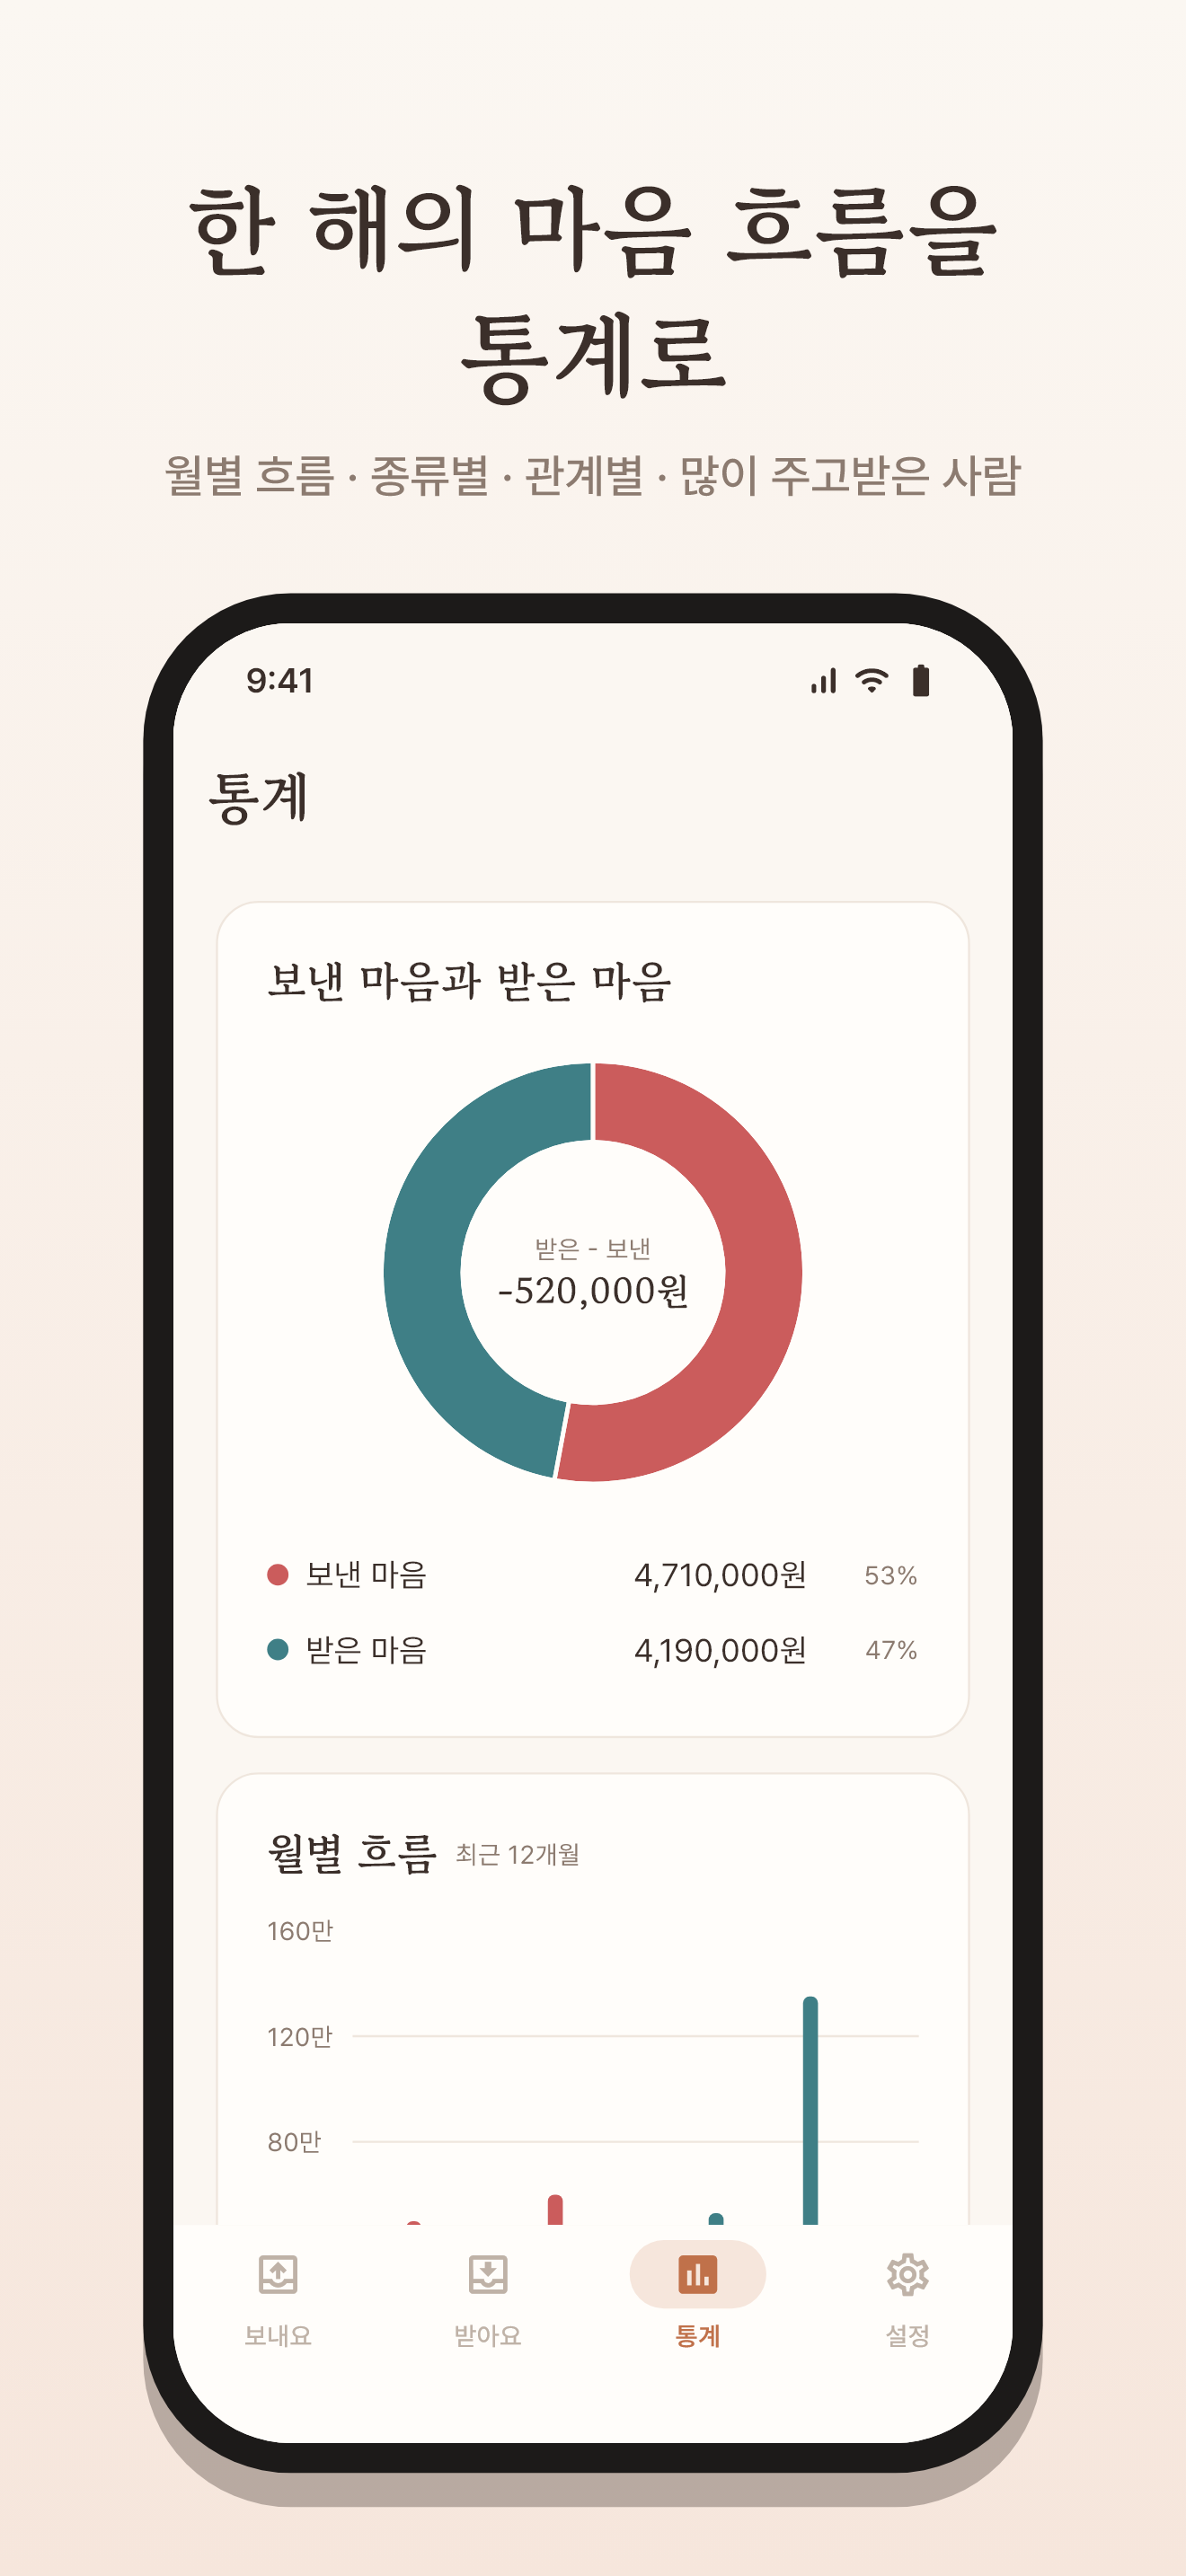 한 해의 마음 흐름을
통계로
월별 흐름 · 종류별 · 관계별 · 많이 주고받은 사람
9:41
통계
보낸 마음과 받은 마음
받은 - 보낸
-520,000원
보낸 마음 4,710,000원 53%
받은 마음 4,190,000원 47%
월별 흐름 최근 12개월
160만
120만
80만
보내요 받아요 통계 설정